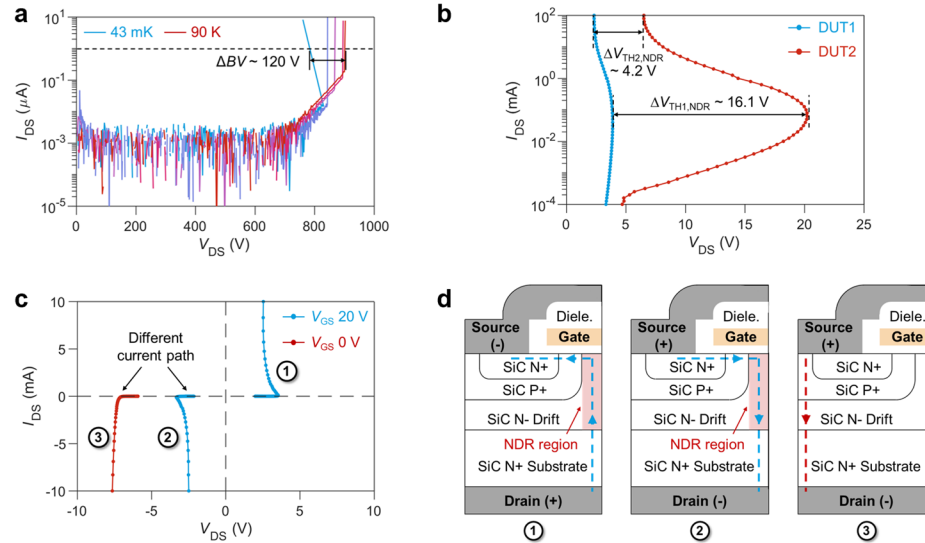 a
43 mK
90 K
ΔBV ~ 120 V
I_DS (μA)
10^1
10^-1
10^-3
10^-5
0
200
400
600
800
1000
V_DS (V)
b
DUT1
DUT2
ΔV_TH2,NDR
~ 4.2 V
ΔV_TH1,NDR ~ 16.1 V
I_DS (mA)
10^2
10^0
10^-2
10^-4
0
5
10
15
20
25
V_DS (V)
c
V_GS 20 V
V_GS 0 V
Different
current path
1
2
3
I_DS (mA)
10
5
0
-5
-10
-10
-5
0
5
10
V_DS (V)
d
Source
(-)
Diele.
Gate
SiC N+
SiC P+
SiC N- Drift
NDR region
SiC N+ Substrate
Drain (+)
1
Source
(+)
Diele.
Gate
SiC N+
SiC P+
SiC N- Drift
NDR region
SiC N+ Substrate
Drain (-)
2
Source
(+)
Diele.
Gate
SiC N+
SiC P+
SiC N- Drift
SiC N+ Substrate
Drain (-)
3